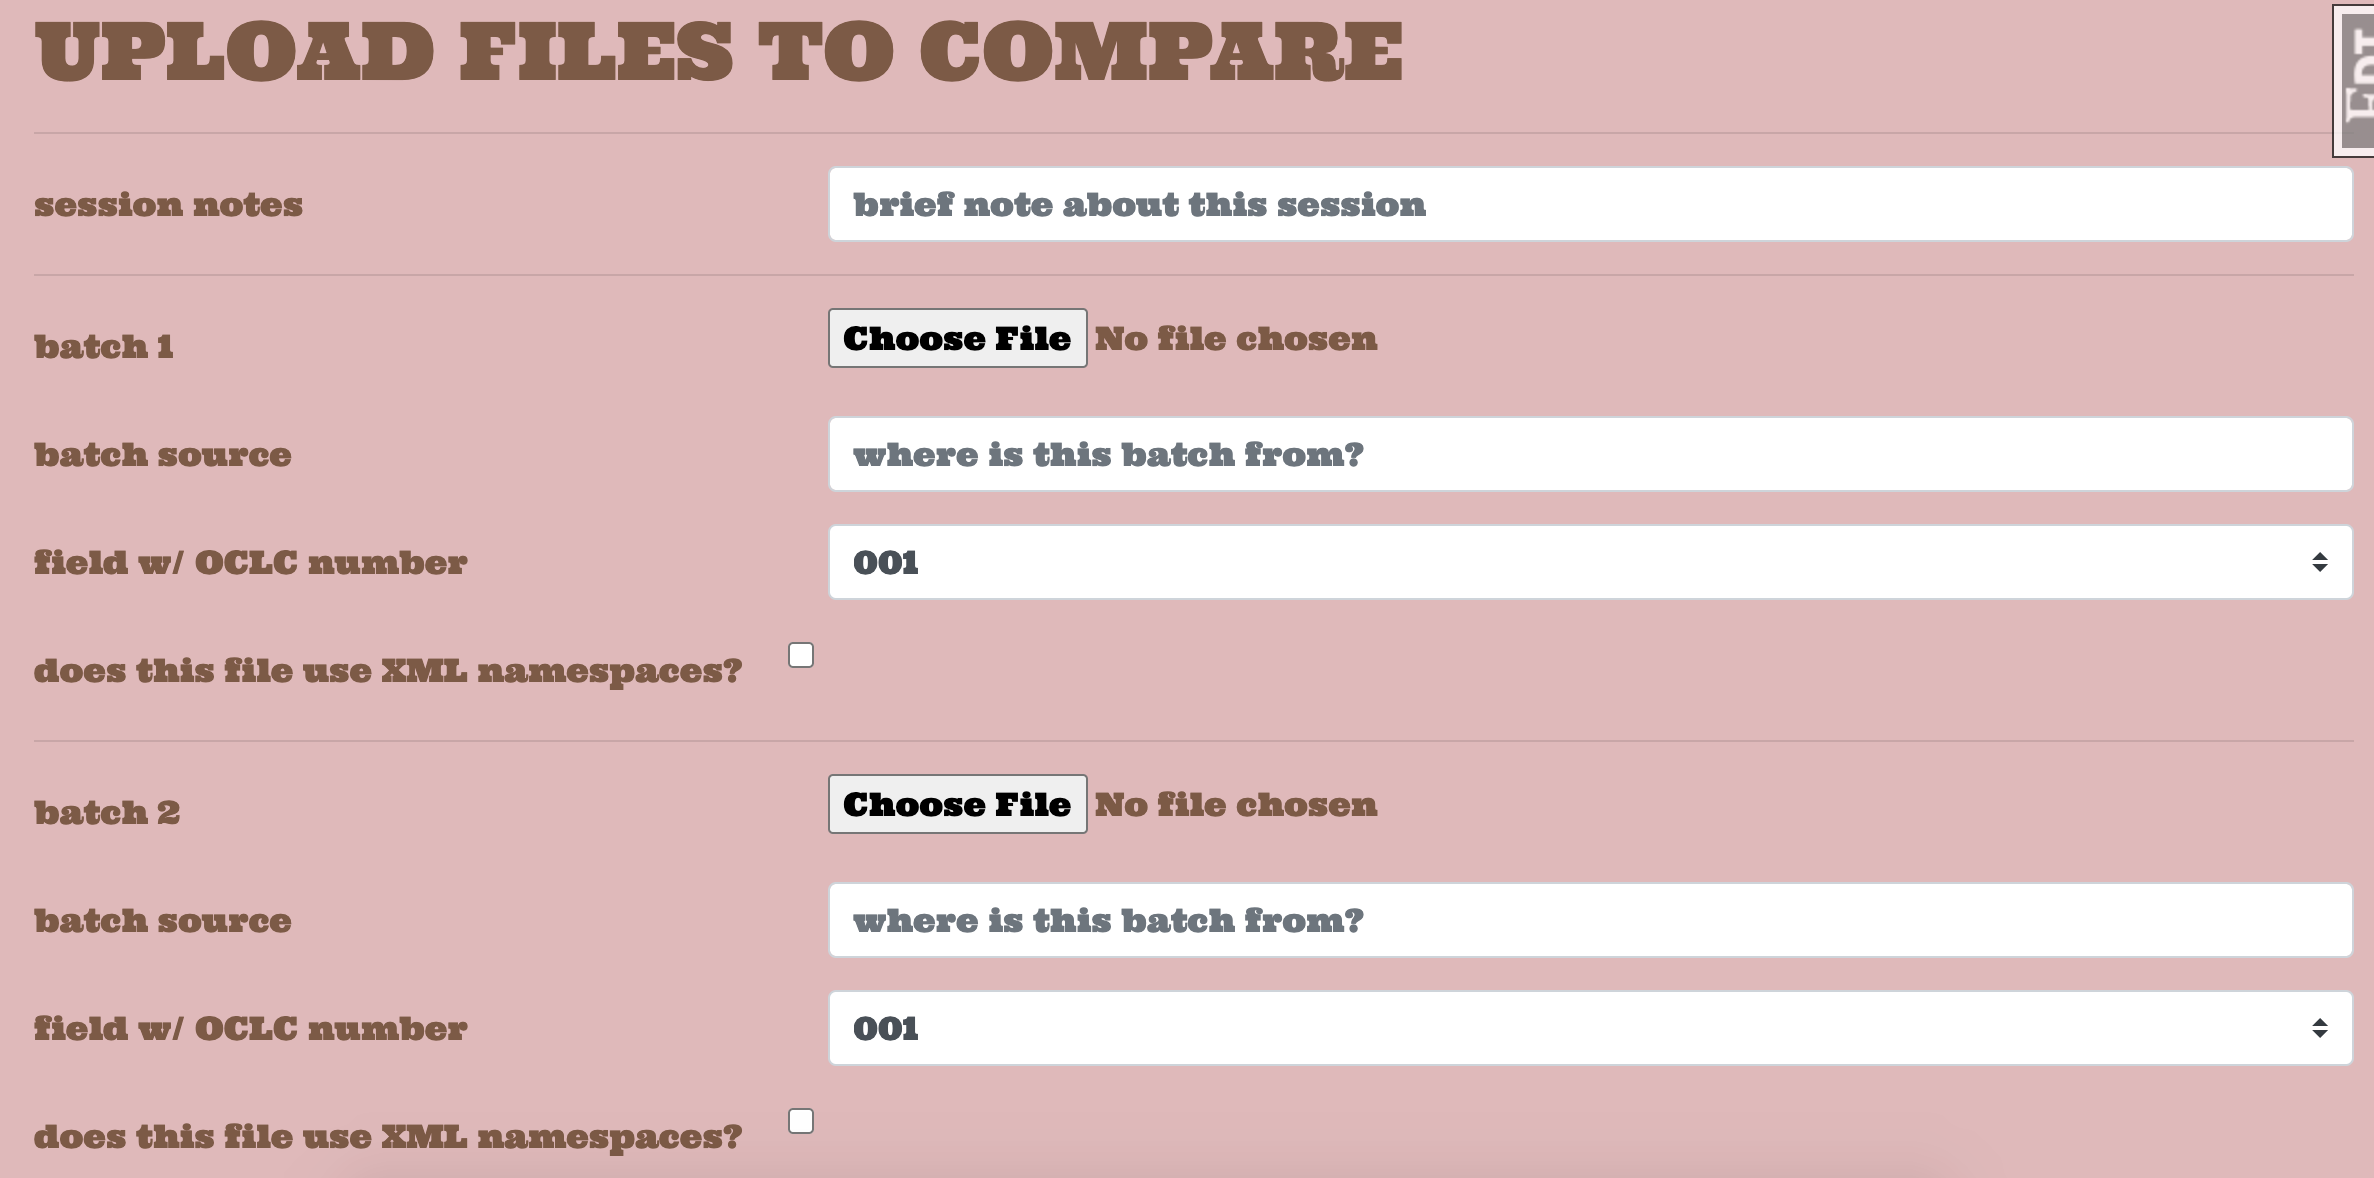 UPLOAD FILES TO COMPARE
session notes
brief note about this session
batch 1
Choose File No file chosen
batch source
where is this batch from?
field w/ OCLC number
001
does this file use XML namespaces?
batch 2
Choose File No file chosen
batch source
where is this batch from?
field w/ OCLC number
001
does this file use XML namespaces?